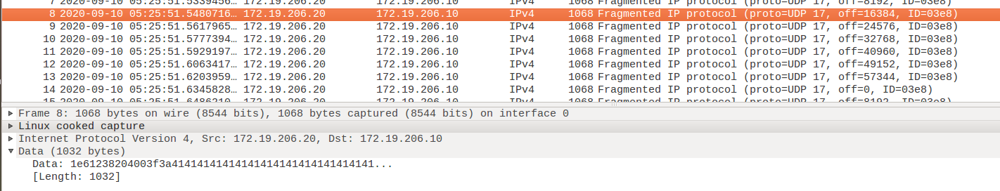 7 2020-09-10 05:25:51.5339456… 172.19.206.20 172.19.206.10 IPv4 1068 Fragmented IP protocol (proto=UDP 17, off=8192, ID=03e8)
8 2020-09-10 05:25:51.5480716… 172.19.206.20 172.19.206.10 IPv4 1068 Fragmented IP protocol (proto=UDP 17, off=16384, ID=03e8)
9 2020-09-10 05:25:51.5617965… 172.19.206.20 172.19.206.10 IPv4 1068 Fragmented IP protocol (proto=UDP 17, off=24576, ID=03e8)
10 2020-09-10 05:25:51.5777394… 172.19.206.20 172.19.206.10 IPv4 1068 Fragmented IP protocol (proto=UDP 17, off=32768, ID=03e8)
11 2020-09-10 05:25:51.5929197… 172.19.206.20 172.19.206.10 IPv4 1068 Fragmented IP protocol (proto=UDP 17, off=40960, ID=03e8)
12 2020-09-10 05:25:51.6063417… 172.19.206.20 172.19.206.10 IPv4 1068 Fragmented IP protocol (proto=UDP 17, off=49152, ID=03e8)
13 2020-09-10 05:25:51.6203959… 172.19.206.20 172.19.206.10 IPv4 1068 Fragmented IP protocol (proto=UDP 17, off=57344, ID=03e8)
14 2020-09-10 05:25:51.6345828… 172.19.206.20 172.19.206.10 IPv4 1068 Fragmented IP protocol (proto=UDP 17, off=0, ID=03e8)
15 2020-09-10 05:25:51.6486210… 172.19.206.20 172.19.206.10 IPv4 1068 Fragmented IP protocol (proto=UDP 17, off=8192, ID=03e8)
Frame 8: 1068 bytes on wire (8544 bits), 1068 bytes captured (8544 bits) on interface 0
Linux cooked capture
Internet Protocol Version 4, Src: 172.19.206.20, Dst: 172.19.206.10
Data (1032 bytes)
Data: 1e61238204003f3a41414141414141414141414141414141...
[Length: 1032]